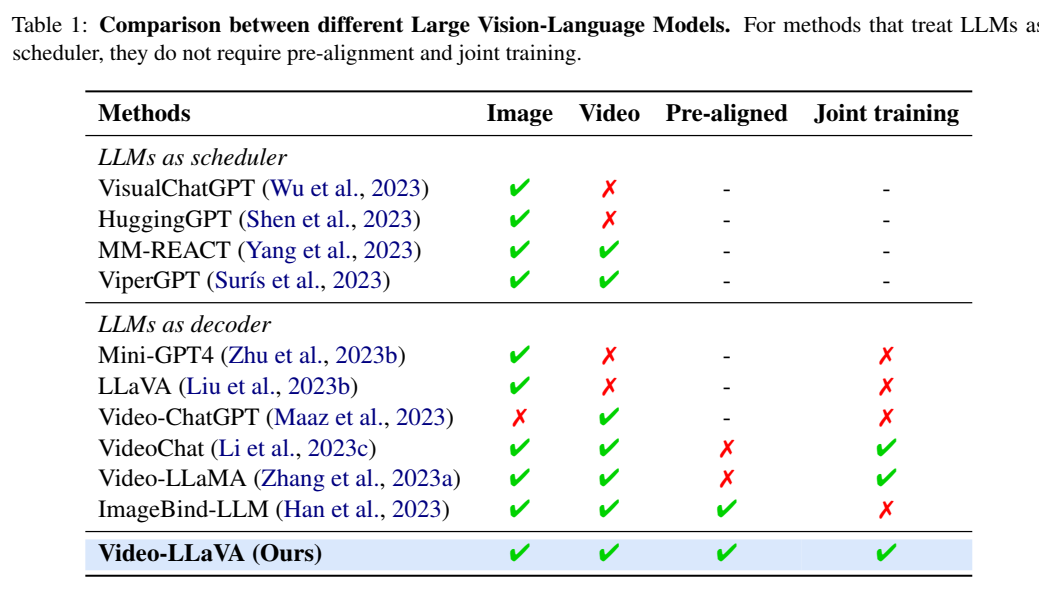 Table 1: Comparison between different Large Vision-Language Models. For methods that treat LLMs as
scheduler, they do not require pre-alignment and joint training.
Methods Image Video Pre-aligned Joint training
LLMs as scheduler
VisualChatGPT (Wu et al., 2023) ✔ ✗ - -
HuggingGPT (Shen et al., 2023) ✔ ✗ - -
MM-REACT (Yang et al., 2023) ✔ ✔ - -
ViperGPT (Surís et al., 2023) ✔ ✔ - -
LLMs as decoder
Mini-GPT4 (Zhu et al., 2023b) ✔ ✗ - ✗
LLaVA (Liu et al., 2023b) ✔ ✗ - ✗
Video-ChatGPT (Maaz et al., 2023) ✗ ✔ - ✗
VideoChat (Li et al., 2023c) ✔ ✔ ✗ ✔
Video-LLaMA (Zhang et al., 2023a) ✔ ✔ ✗ ✔
ImageBind-LLM (Han et al., 2023) ✔ ✔ ✔ ✗
Video-LLaVA (Ours) ✔ ✔ ✔ ✔